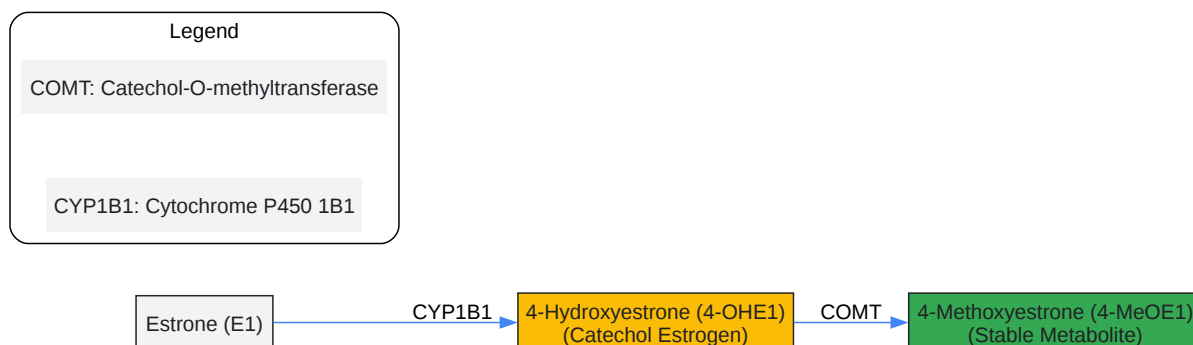 Legend
COMT: Catechol-O-methyltransferase
CYP1B1: Cytochrome P450 1B1
Estrone (E1)
CYP1B1
4-Hydroxyestrone (4-OHE1)
(Catechol Estrogen)
COMT
4-Methoxyestrone (4-MeOE1)
(Stable Metabolite)